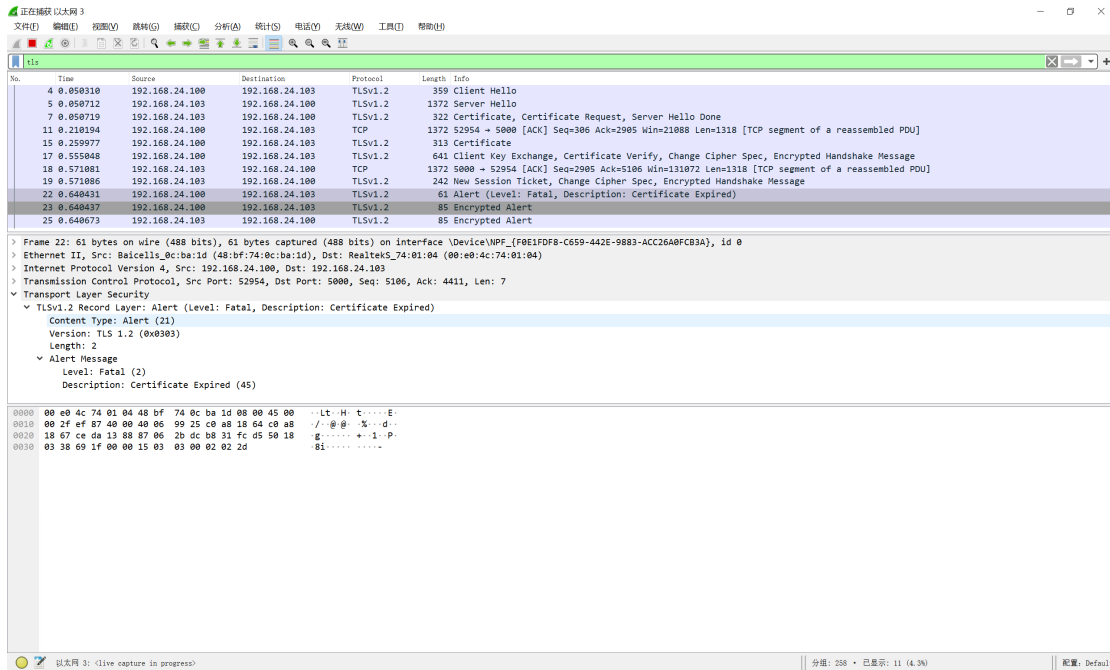 正在捕获 以太网 3
文件(F) 编辑(E) 视图(V) 跳转(G) 捕获(C) 分析(A) 统计(S) 电话(Y) 无线(W) 工具(T) 帮助(H)
tls
No. Time Source Destination Protocol Length Info
4 0.050310 192.168.24.100 192.168.24.103 TLSv1.2 359 Client Hello
5 0.050712 192.168.24.103 192.168.24.100 TLSv1.2 1372 Server Hello
7 0.050719 192.168.24.103 192.168.24.100 TLSv1.2 322 Certificate, Certificate Request, Server Hello Done
11 0.210194 192.168.24.100 192.168.24.103 TCP 1372 52954 → 5000 [ACK] Seq=306 Ack=2905 Win=21088 Len=1318 [TCP segment of a reassembled PDU]
15 0.259977 192.168.24.100 192.168.24.103 TLSv1.2 313 Certificate
17 0.555048 192.168.24.100 192.168.24.103 TLSv1.2 641 Client Key Exchange, Certificate Verify, Change Cipher Spec, Encrypted Handshake Message
18 0.571081 192.168.24.103 192.168.24.100 TCP 1372 5000 → 52954 [ACK] Seq=2905 Ack=5106 Win=131072 Len=1318 [TCP segment of a reassembled PDU]
19 0.571086 192.168.24.103 192.168.24.100 TLSv1.2 242 New Session Ticket, Change Cipher Spec, Encrypted Handshake Message
22 0.640431 192.168.24.100 192.168.24.103 TLSv1.2 61 Alert (Level: Fatal, Description: Certificate Expired)
23 0.640437 192.168.24.100 192.168.24.103 TLSv1.2 85 Encrypted Alert
25 0.640673 192.168.24.103 192.168.24.100 TLSv1.2 85 Encrypted Alert
Frame 22: 61 bytes on wire (488 bits), 61 bytes captured (488 bits) on interface \Device\NPF_{F0E1FDF8-C659-442E-9883-ACC26A0FCB3A}, id 0
Ethernet II, Src: Baicells_0c:ba:1d (48:bf:74:0c:ba:1d), Dst: RealtekS_74:01:04 (00:e0:4c:74:01:04)
Internet Protocol Version 4, Src: 192.168.24.100, Dst: 192.168.24.103
Transmission Control Protocol, Src Port: 52954, Dst Port: 5000, Seq: 5106, Ack: 4411, Len: 7
Transport Layer Security
TLSv1.2 Record Layer: Alert (Level: Fatal, Description: Certificate Expired)
Content Type: Alert (21)
Version: TLS 1.2 (0x0303)
Length: 2
Alert Message
Level: Fatal (2)
Description: Certificate Expired (45)
0000 00 e0 4c 74 01 04 48 bf 74 0c ba 1d 08 00 45 00 ··Lt··H· t·····E·
0010 00 2f ef 87 40 00 40 06 99 25 c0 a8 18 64 c0 a8 ·/··@·@· ·%···d··
0020 18 67 ce da 13 88 87 06 2b dc b8 31 fc d5 50 18 ·g······ +··1··P·
0030 03 38 69 1f 00 00 15 03 03 00 02 02 2d ·8i····· ····-
以太网 3: <live capture in progress> 分组: 258 · 已显示: 11 (4.3%) 配置: Defaul